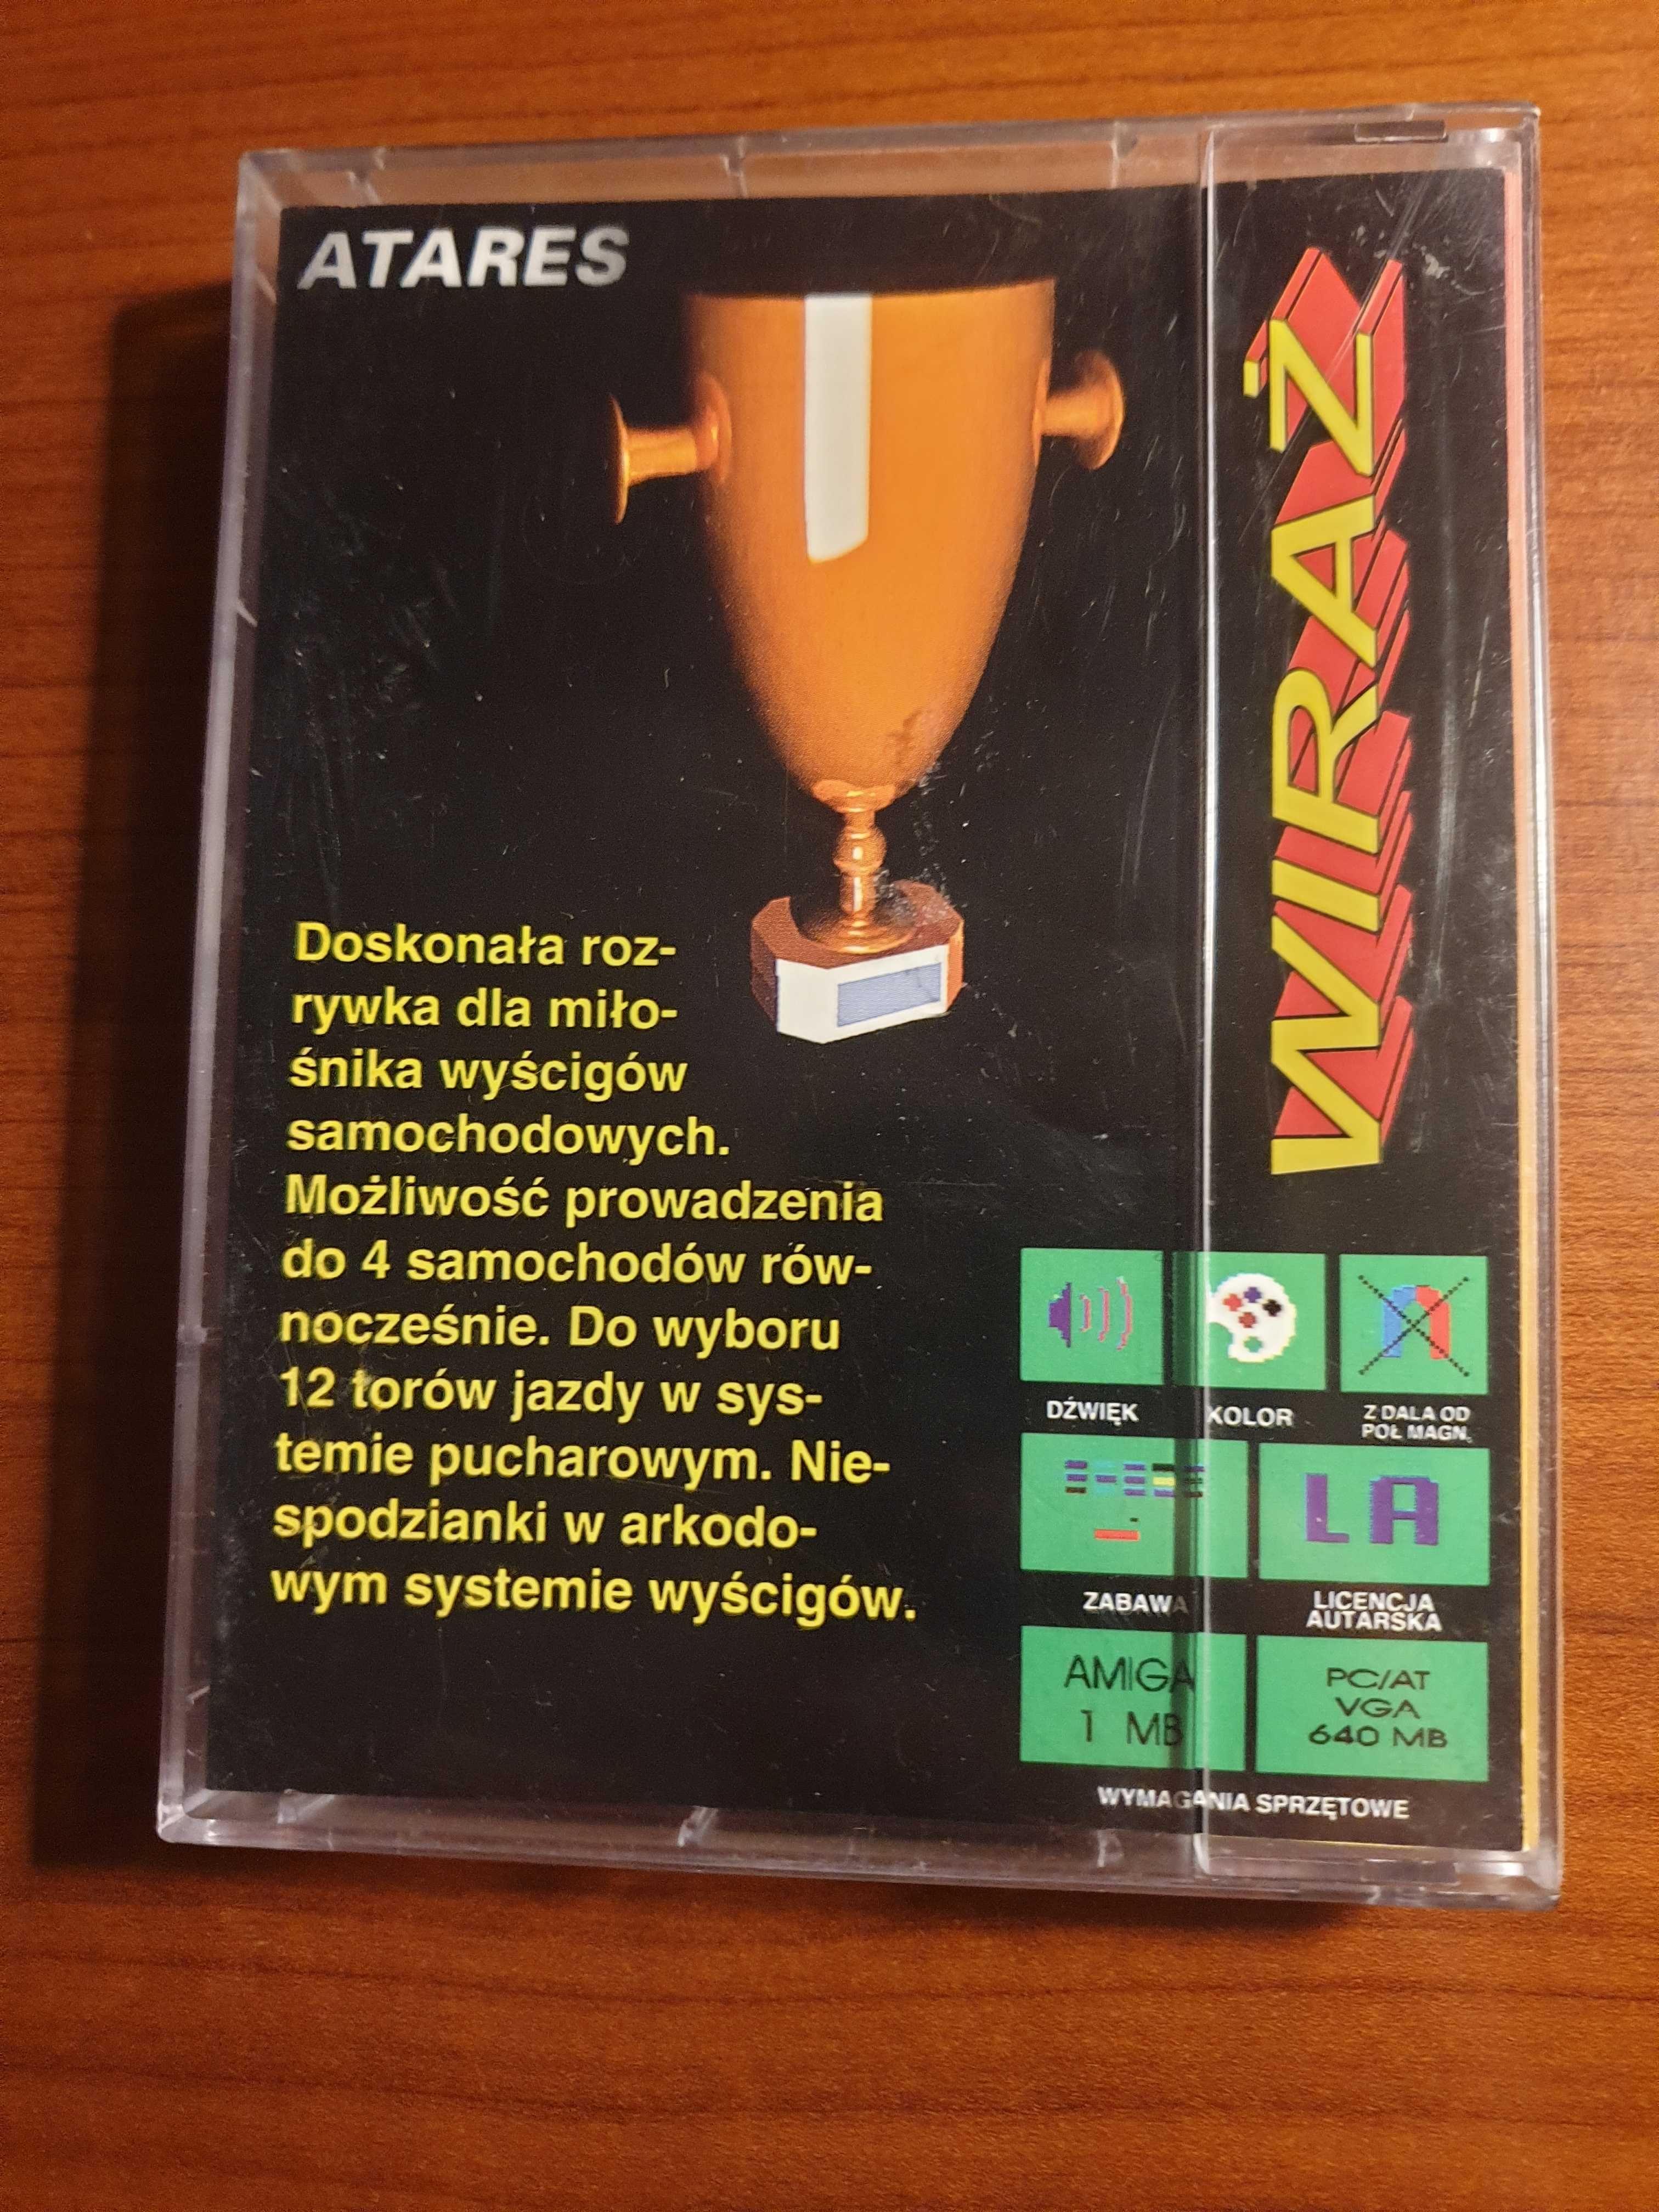 ATARES
WIRAŻ
Doskonała roz-
rywka dla miło-
śnika wyścigów
samochodowych.
Możliwość prowadzenia
do 4 samochodów rów-
nocześnie. Do wyboru
12 torów jazdy w sys-
temie pucharowym. Nie-
spodzianki w arkodo-
wym systemie wyścigów.
DŹWIĘK
KOLOR
Z DALA OD
PÓL MAGN.
LA
ZABAWA
LICENCJA
AUTARSKA
AMIGA
1 MB
PC/AT
VGA
640 MB
WYMAGANIA SPRZĘTOWE